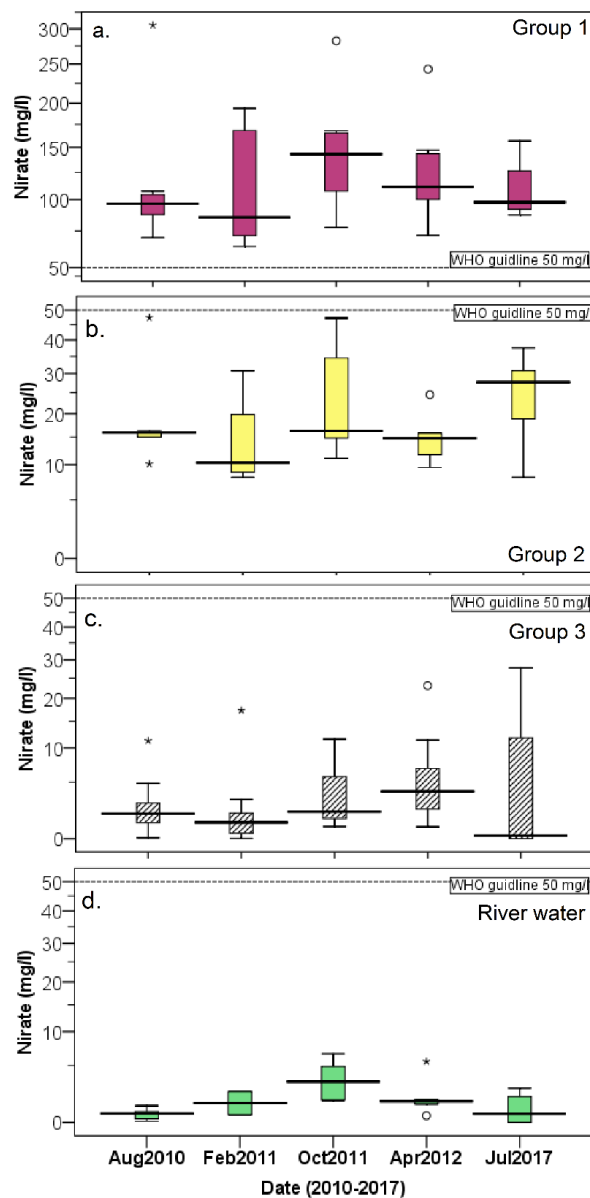 a.
Group 1
Nirate (mg/l)
300
250
200
150
100
50
WHO guidline 50 mg/l
b.
WHO guidline 50 mg/
Nirate (mg/l)
50
40
30
20
10
0
Group 2
c.
WHO guidline 50 mg/l
Group 3
Nirate (mg/l)
50
40
30
20
10
0
d.
WHO guidline 50 mg/l
River water
Nirate (mg/l)
50
40
30
20
10
0
Aug2010 Feb2011 Oct2011 Apr2012 Jul2017
Date (2010-2017)